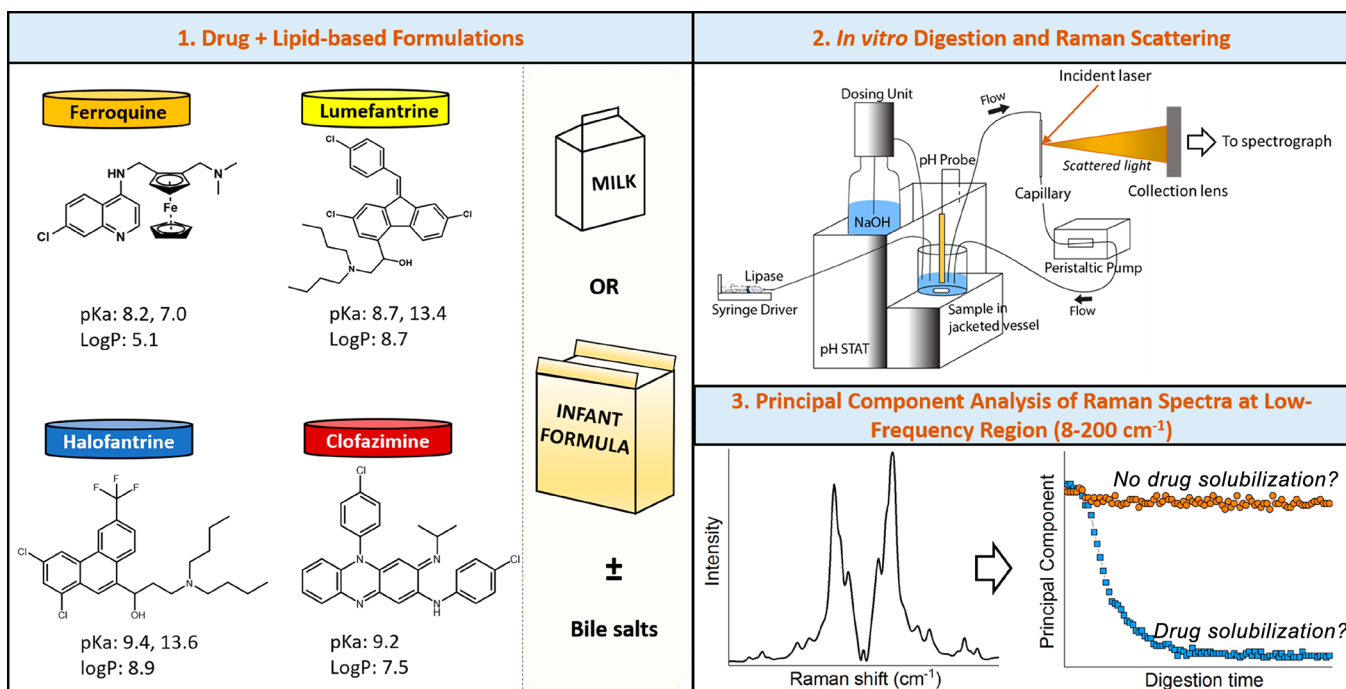 1. Drug + Lipid-based Formulations
Ferroquine
HN
N
Fe
Cl
N
pKa: 8.2, 7.0
LogP: 5.1
Lumefantrine
Cl
Cl
Cl
N
OH
pKa: 8.7, 13.4
LogP: 8.7
Halofantrine
F
F
F
Cl
Cl
N
OH
pKa: 9.4, 13.6
logP: 8.9
Clofazimine
Cl
N
N
Cl
N
N
H
pKa: 9.2
LogP: 7.5
MILK
OR
INFANT
FORMULA
±
Bile salts
2. In vitro Digestion and Raman Scattering
Incident laser
Dosing Unit
Flow
pH Probe
Scattered light
To spectrograph
Capillary
Collection lens
NaOH
Peristaltic Pump
Lipase
Syringe Driver
Sample in
jacketed vessel
Flow
pH STAT
3. Principal Component Analysis of Raman Spectra at Low-
Frequency Region (8-200 cm⁻¹)
Intensity
Raman shift (cm⁻¹)
Principal Component
No drug solubilization?
Drug solubilization?
Digestion time